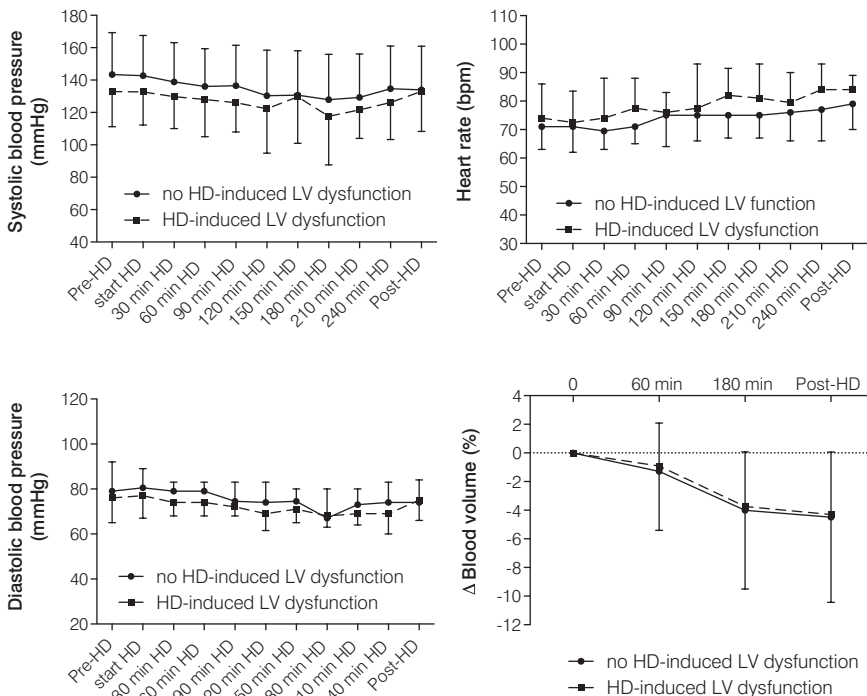 Systolic blood pressure
(mmHg)
180
160
140
120
100
80
60
40
no HD-induced LV dysfunction
HD-induced LV dysfunction
Pre-HD
start HD
30 min HD
60 min HD
90 min HD
120 min HD
150 min HD
180 min HD
210 min HD
240 min HD
Post-HD
Heart rate (bpm)
110
100
90
80
70
60
50
40
30
no HD-induced LV function
HD-induced LV dysfunction
Pre-HD
start HD
30 min HD
60 min HD
90 min HD
120 min HD
150 min HD
180 min HD
210 min HD
240 min HD
Post-HD
Diastolic blood pressure
(mmHg)
120
100
80
60
40
20
no HD-induced LV dysfunction
HD-induced LV dysfunction
Pre-HD
start HD
30 min HD
60 min HD
90 min HD
20 min HD
50 min HD
80 min HD
10 min HD
40 min HD
Post-HD
0
60 min
180 min
Post-HD
Δ Blood volume (%)
4
2
0
-2
-4
-6
-8
-10
-12
no HD-induced LV dysfunction
HD-induced LV dysfunction